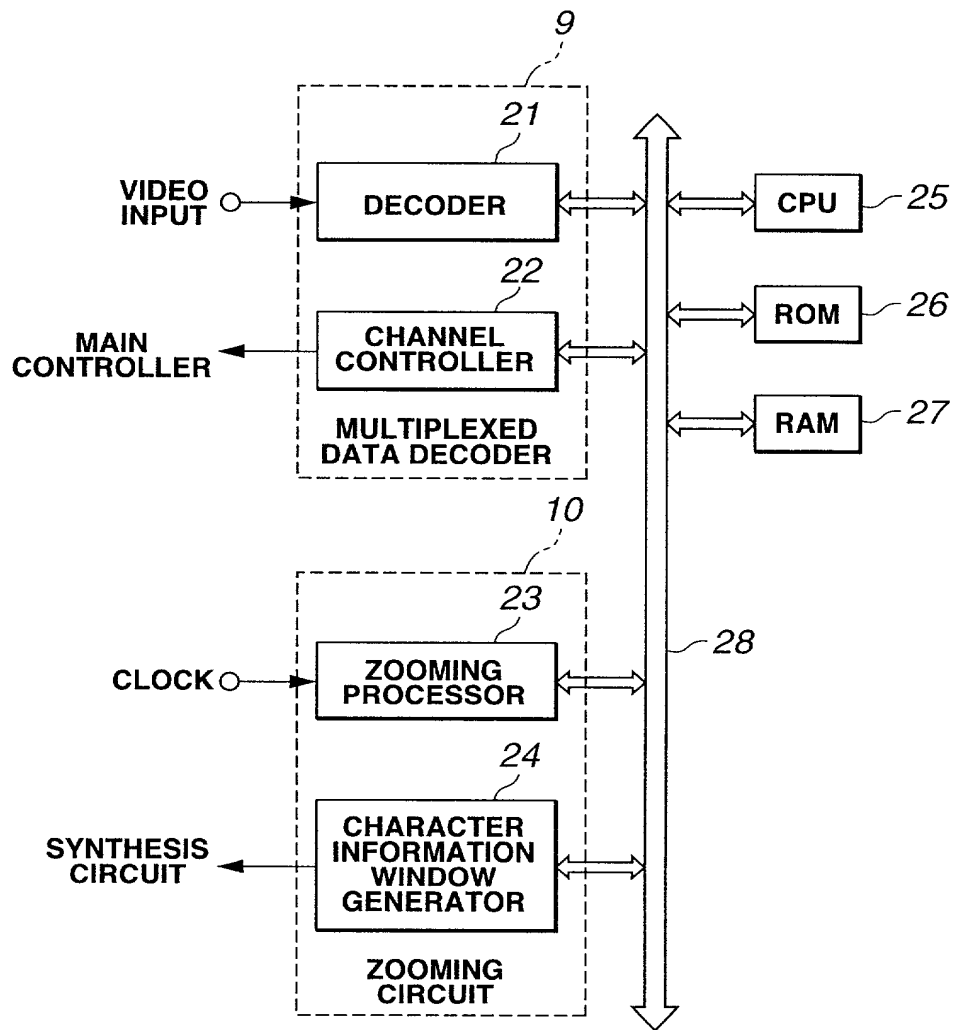 9
21
VIDEO
INPUT
DECODER
CPU
25
22
MAIN
CONTROLLER
CHANNEL
CONTROLLER
ROM
26
MULTIPLEXED
DATA DECODER
RAM
27
10
23
CLOCK
ZOOMING
PROCESSOR
28
24
SYNTHESIS
CIRCUIT
CHARACTER
INFORMATION
WINDOW
GENERATOR
ZOOMING
CIRCUIT